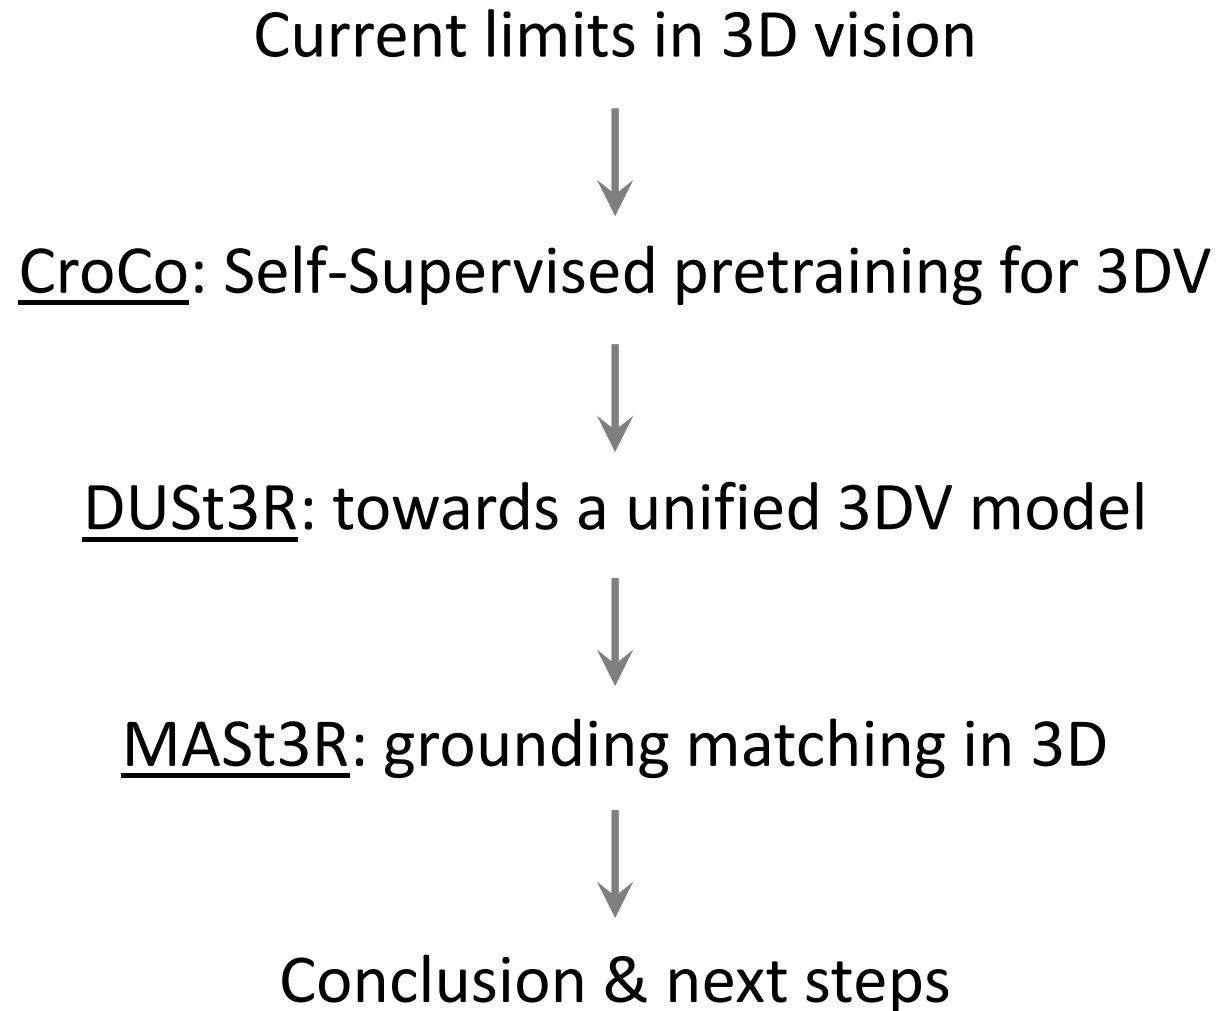 Current limits in 3D vision
CroCo: Self-Supervised pretraining for 3DV
DUSt3R: towards a unified 3DV model
MASt3R: grounding matching in 3D
Conclusion & next steps